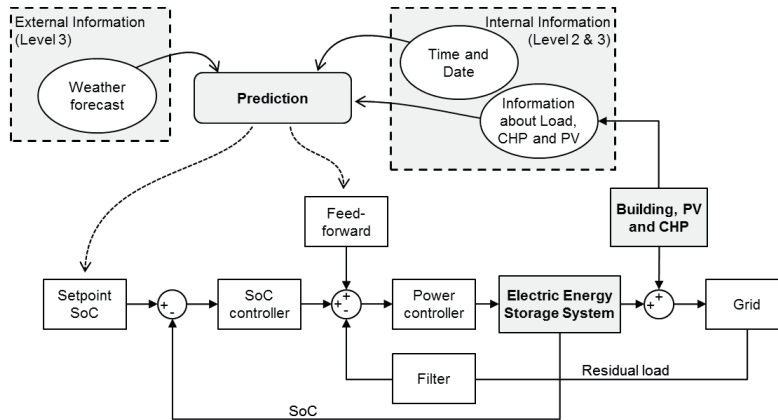 External Information
(Level 3)
Weather
forecast
Prediction
Internal Information
(Level 2 & 3)
Time and
Date
Information
about Load,
CHP and PV
Building, PV
and CHP
Feed-
forward
Setpoint
SoC
+
-
SoC
controller
+
+
-
Power
controller
Electric Energy
Storage System
+
+
Grid
Filter
Residual load
SoC